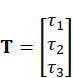 T = [τ₁
τ₂
τ₃]